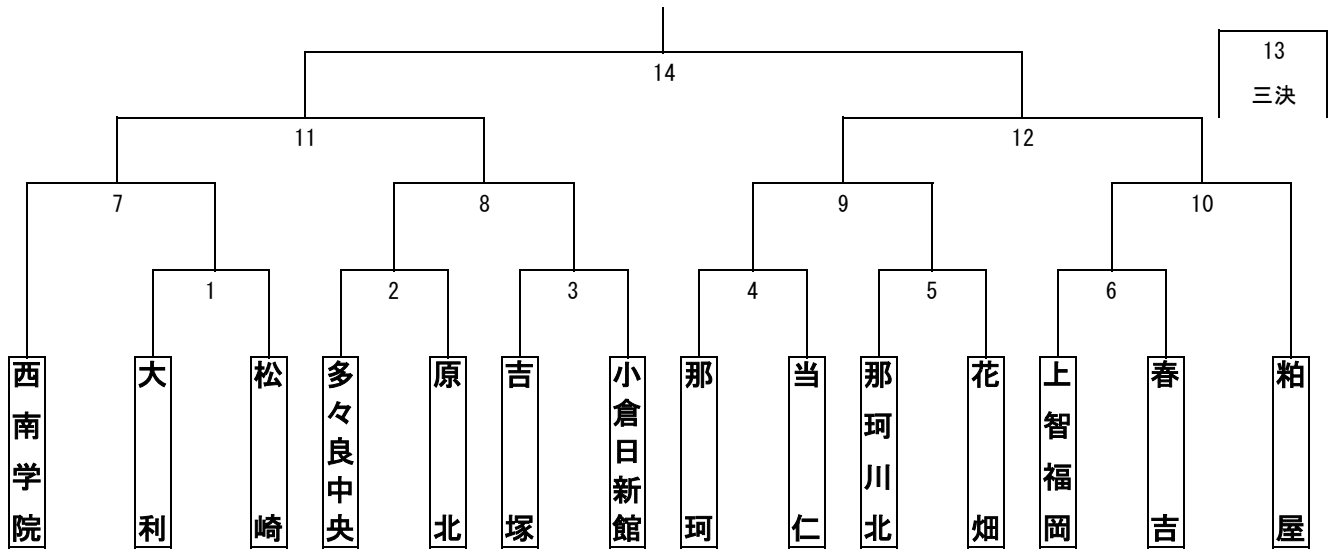 14
13
三決
11
12
7
8
9
10
1
2
3
4
5
6
西南学院
大利
松崎
多々良中央
原北
吉塚
小倉日新館
那珂
当仁
那珂川北
花畑
上智福岡
春吉
粕屋